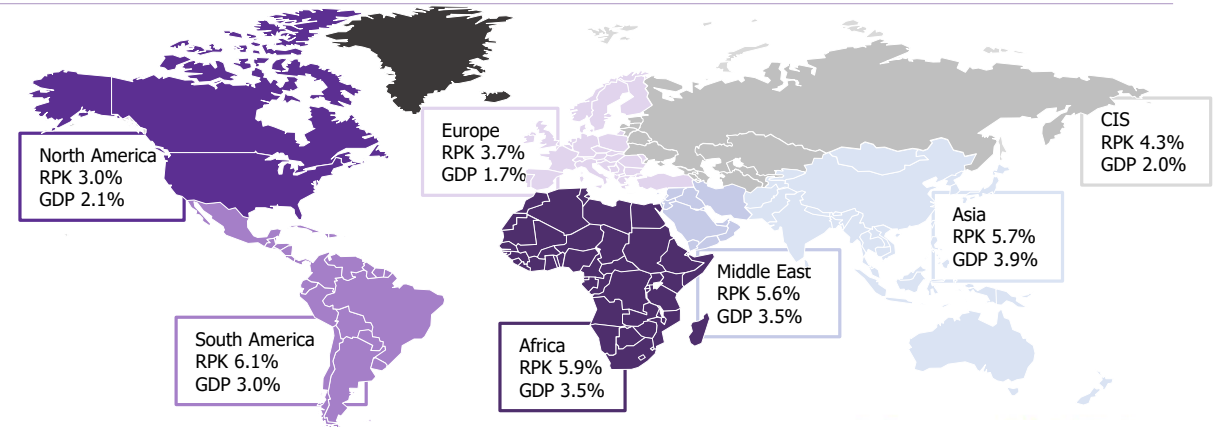 North America
RPK 3.0%
GDP 2.1%
Europe
RPK 3.7%
GDP 1.7%
CIS
RPK 4.3%
GDP 2.0%
Asia
RPK 5.7%
GDP 3.9%
Middle East
RPK 5.6%
GDP 3.5%
South America
RPK 6.1%
GDP 3.0%
Africa
RPK 5.9%
GDP 3.5%